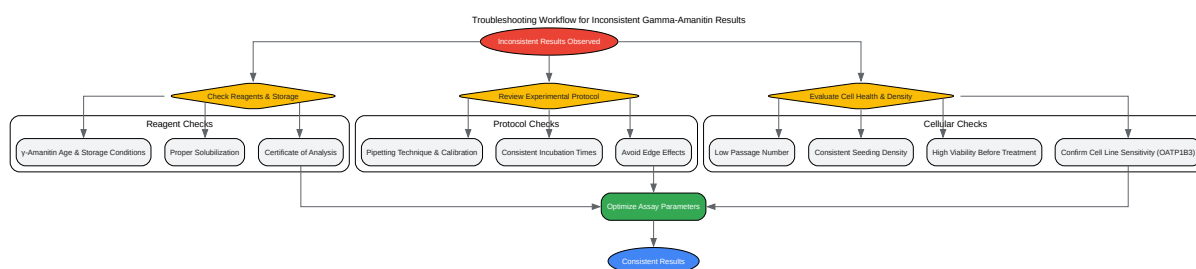 Troubleshooting Workflow for Inconsistent Gamma-Amanitin Results
Inconsistent Results Observed
Check Reagents & Storage
Review Experimental Protocol
Evaluate Cell Health & Density
Reagent Checks
Protocol Checks
Cellular Checks
γ-Amanitin Age & Storage Conditions
Proper Solubilization
Certificate of Analysis
Pipetting Technique & Calibration
Consistent Incubation Times
Avoid Edge Effects
Low Passage Number
Consistent Seeding Density
High Viability Before Treatment
Confirm Cell Line Sensitivity (OATP1B3)
Optimize Assay Parameters
Consistent Results